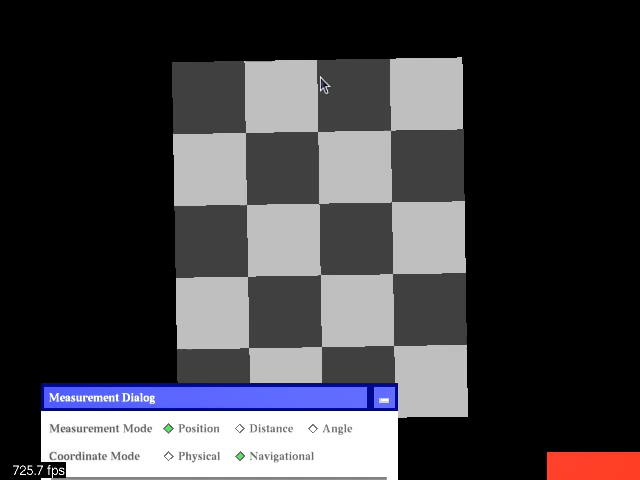 Measurement Dialog
Measurement Mode Position Distance Angle
Coordinate Mode Physical Navigational
725.7 fps